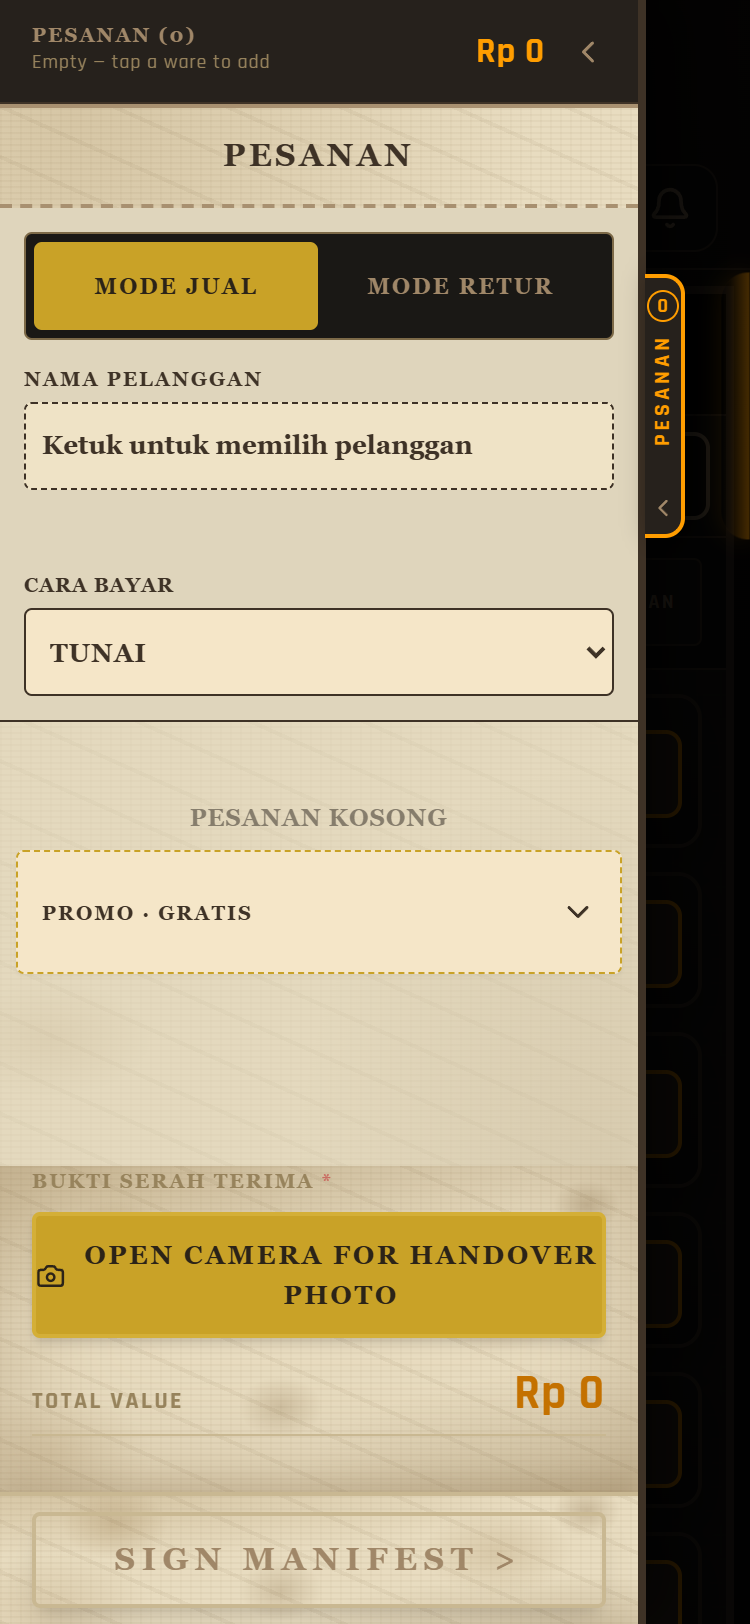 PESANAN (0)
Empty — tap a ware to add
Rp 0
PESANAN
MODE JUAL
MODE RETUR
0
PESANAN
NAMA PELANGGAN
Ketuk untuk memilih pelanggan
CARA BAYAR
TUNAI
AN
PESANAN KOSONG
PROMO · GRATIS
BUKTI SERAH TERIMA *
OPEN CAMERA FOR HANDOVER
PHOTO
TOTAL VALUE
Rp 0
SIGN MANIFEST >